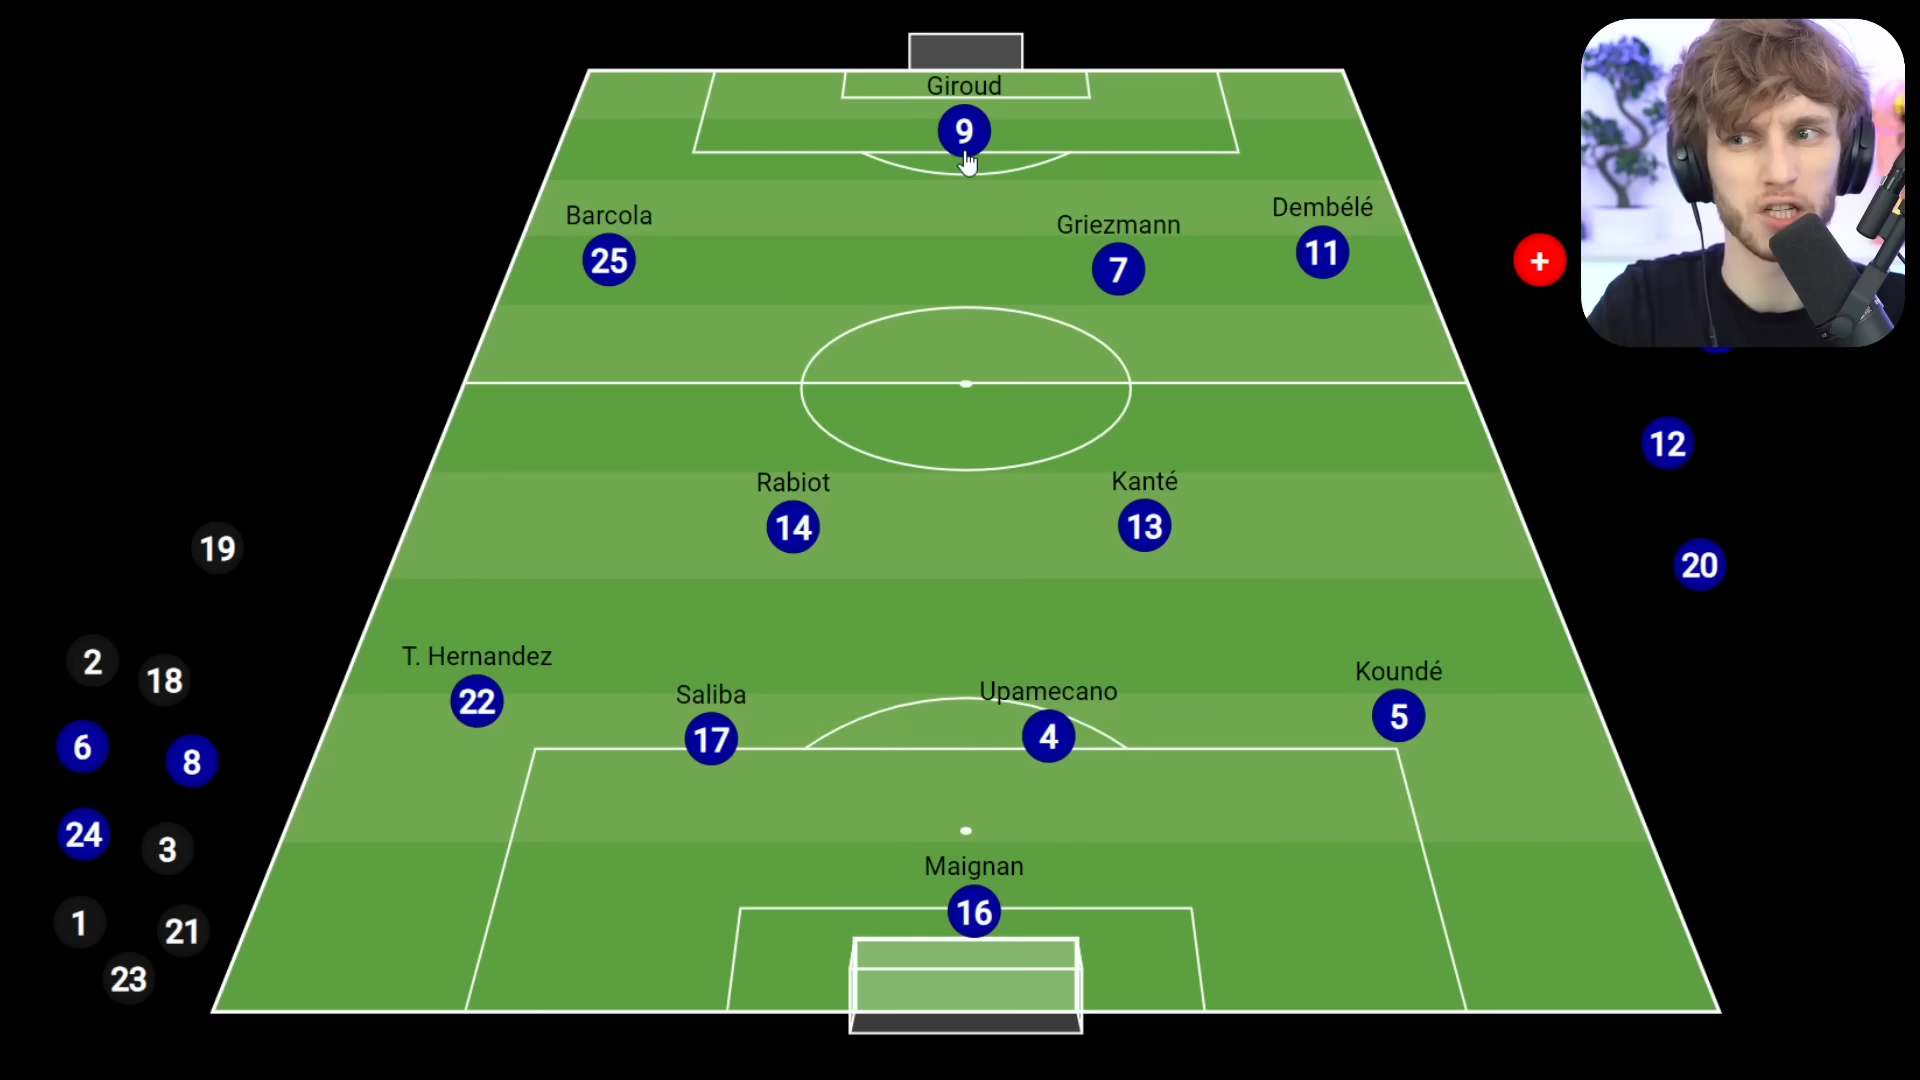 Giroud
9
Barcola
25
Griezmann
7
Dembélé
11
+
12
Rabiot
14
Kanté
13
19
20
T. Hernandez
22
Saliba
17
Upamecano
4
Koundé
5
2
18
6
8
24
3
Maignan
16
1
21
23